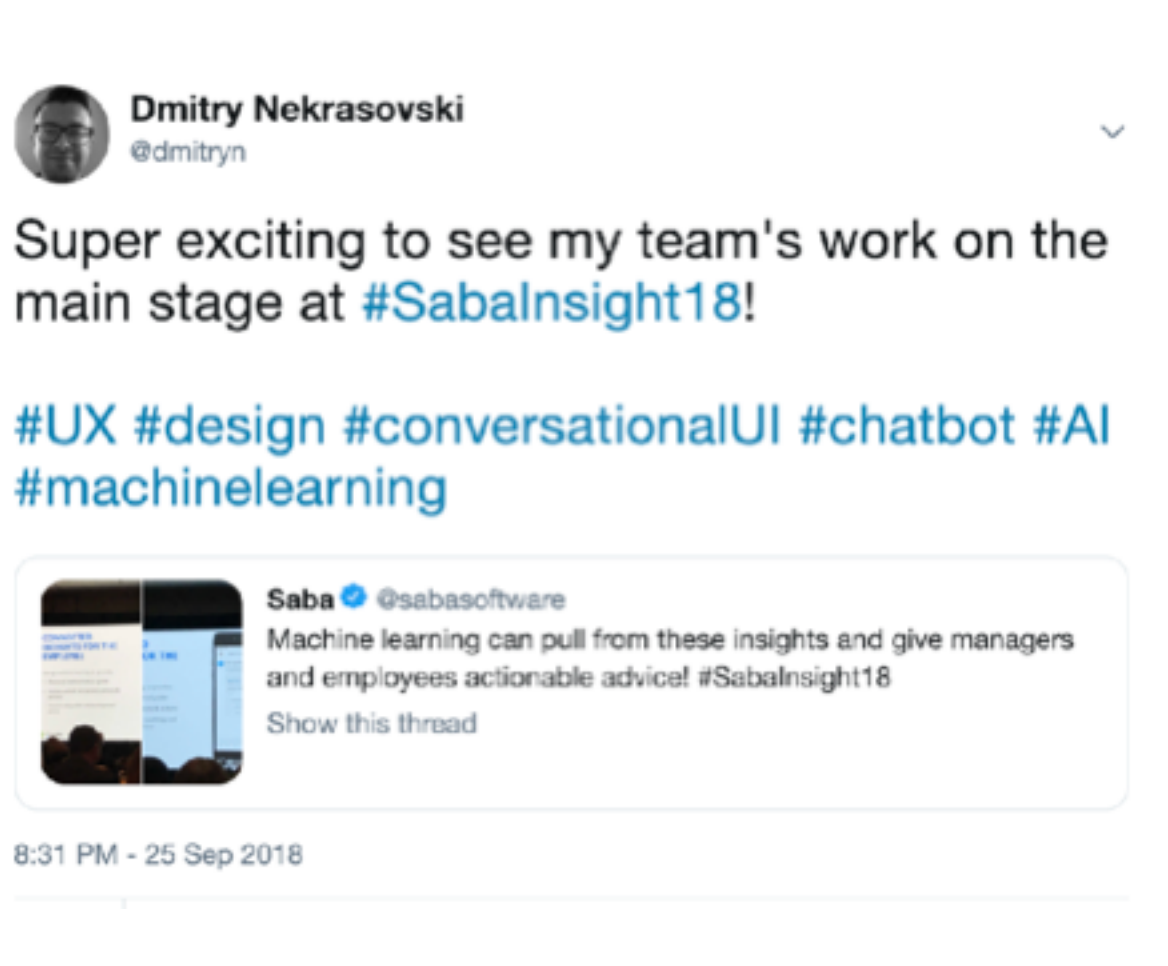 Dmitry Nekrasovski
@dmitryn
Super exciting to see my team's work on the
main stage at #SabaInsight18!
#UX #design #conversationalUI #chatbot #AI
#machinelearning
Saba @sabasoftware
Machine learning can pull from these insights and give managers
and employees actionable advice! #SabaInsight18
Show this thread
8:31 PM - 25 Sep 2018